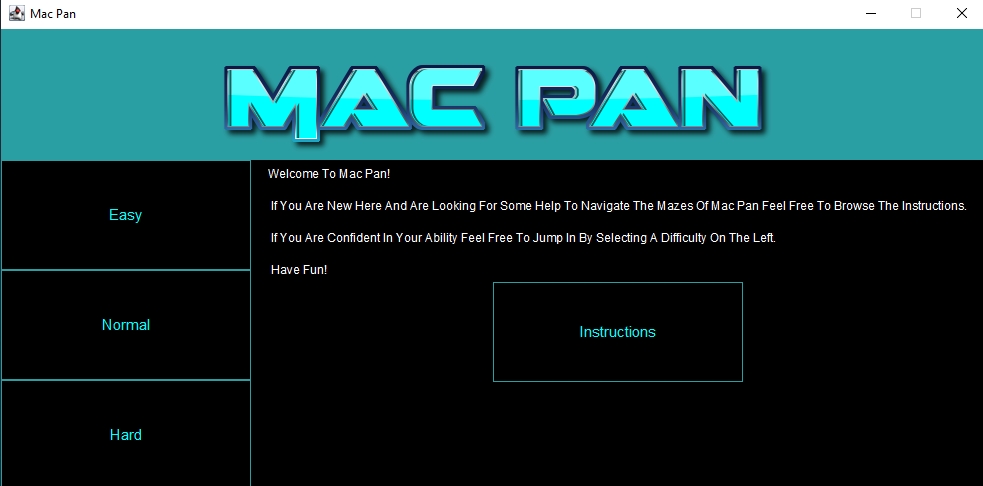 Mac Pan
MAC PAN
Easy
Normal
Hard
Welcome To Mac Pan!
If You Are New Here And Are Looking For Some Help To Navigate The Mazes Of Mac Pan Feel Free To Browse The Instructions.
If You Are Confident In Your Ability Feel Free To Jump In By Selecting A Difficulty On The Left.
Have Fun!
Instructions